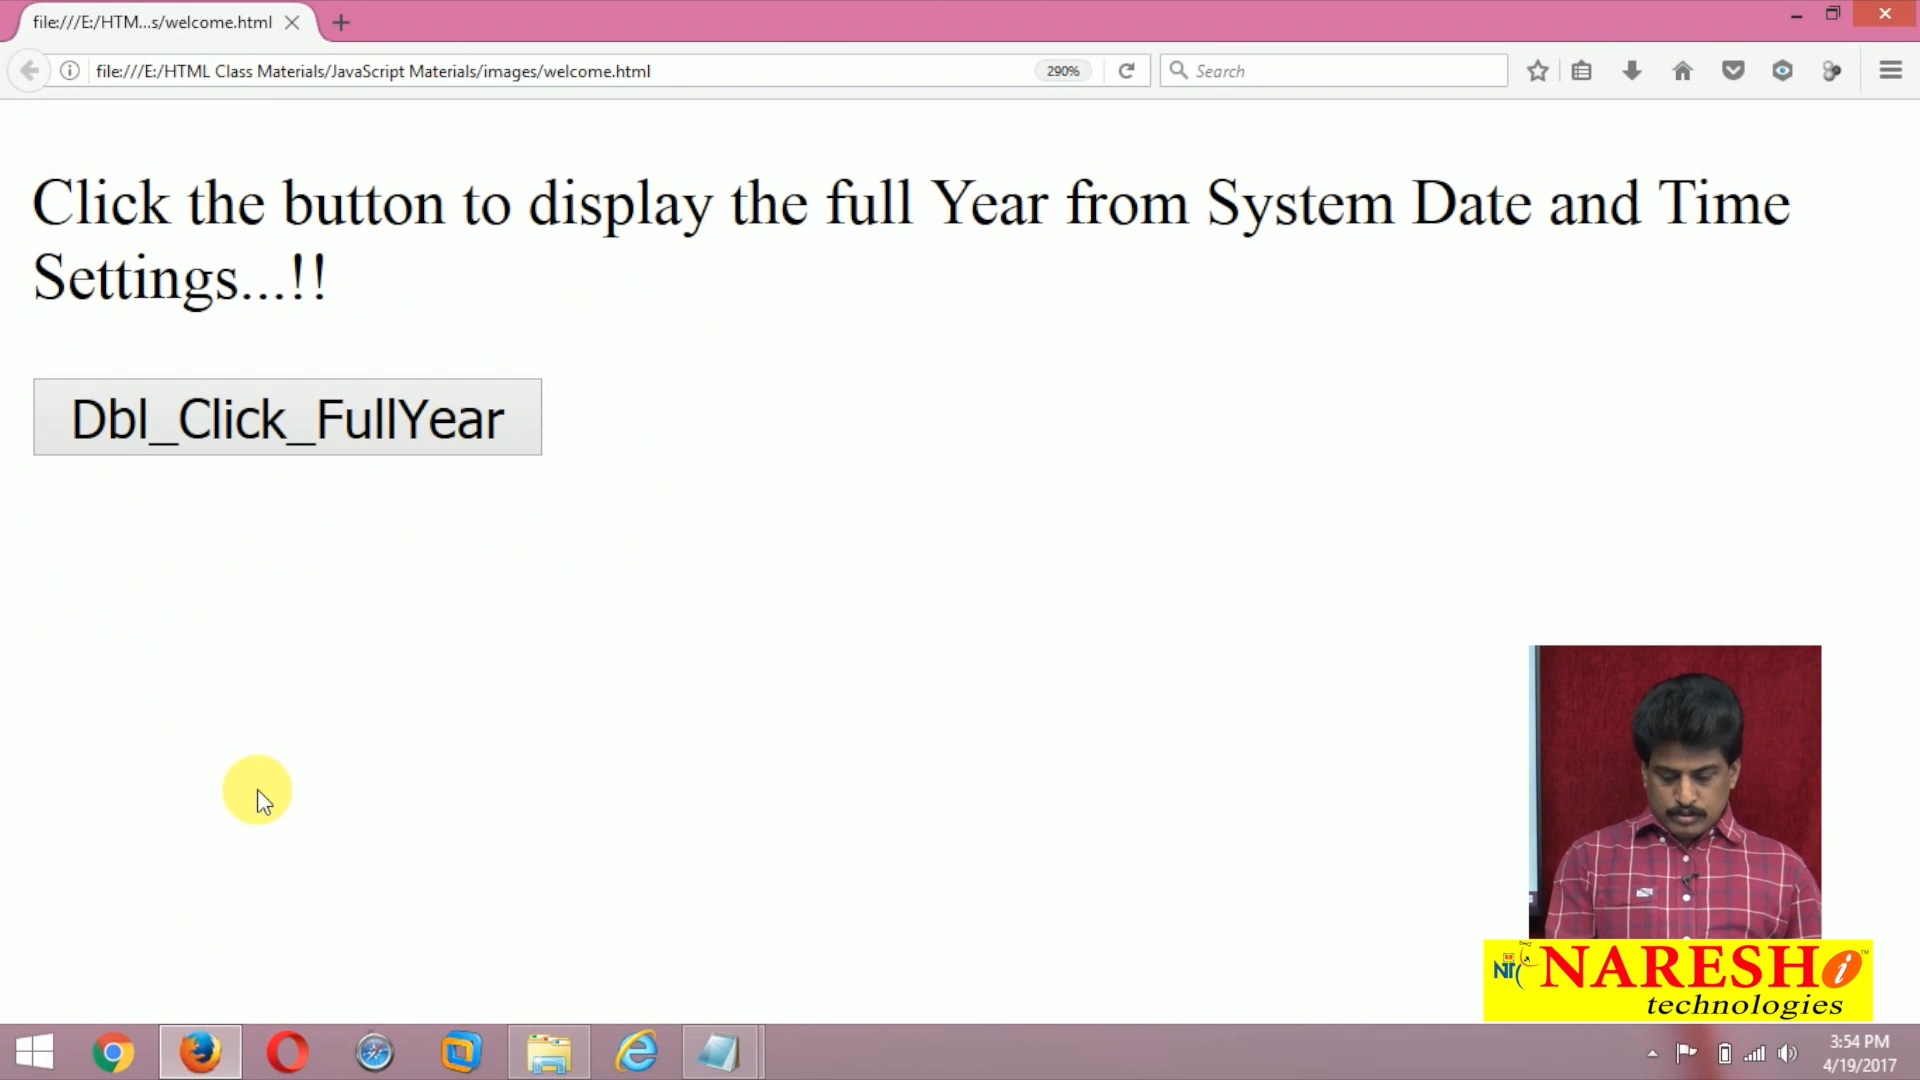 file:///E:/HTM...s/welcome.html
file:///E:/HTML Class Materials/JavaScript Materials/images/welcome.html
290%
Search
Click the button to display the full Year from System Date and Time
Settings...!!
Dbl_Click_FullYear
NARESH i
technologies
3:54 PM
4/19/2017